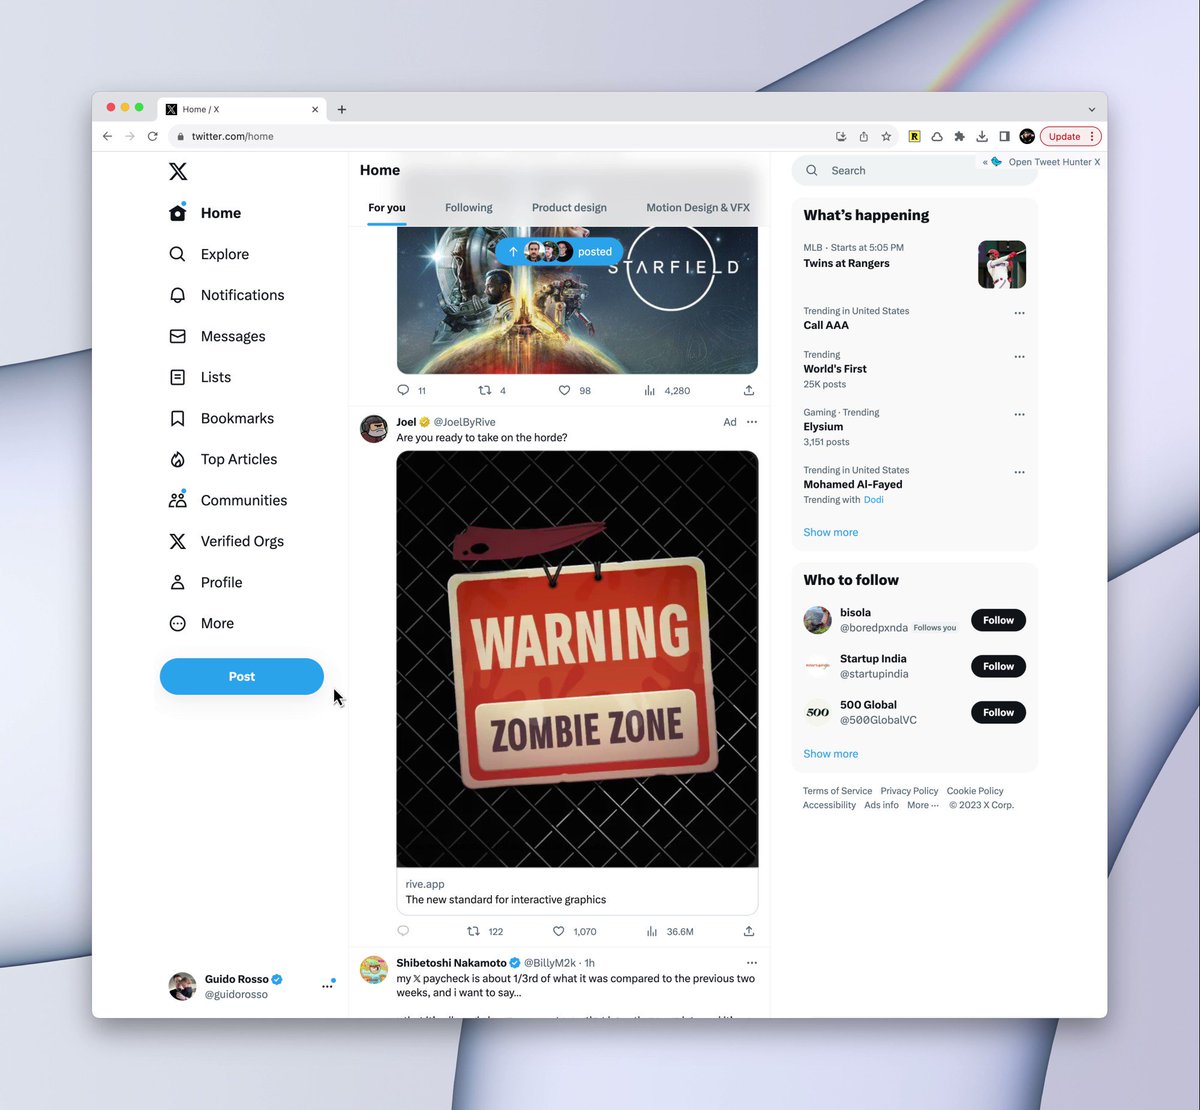 Home / X
twitter.com/home
Update
« Open Tweet Hunter X
Home
Explore
Notifications
Messages
Lists
Bookmarks
Top Articles
Communities
Verified Orgs
Profile
More
Post
Guido Rosso
@guidorosso
Home
For you
Following
Product design
Motion Design & VFX
posted
STARFIELD
11
4
98
4,280
Joel @JoelByRive
Ad
Are you ready to take on the horde?
WARNING
ZOMBIE ZONE
rive.app
The new standard for interactive graphics
122
1,070
36.6M
Shibetoshi Nakamoto @BillyM2k · 1h
my 𝕏 paycheck is about 1/3rd of what it was compared to the previous two
weeks, and i want to say...
Search
What's happening
MLB · Starts at 5:05 PM
Twins at Rangers
Trending in United States
Call AAA
Trending
World's First
25K posts
Gaming · Trending
Elysium
3,151 posts
Trending in United States
Mohamed Al-Fayed
Trending with Dodi
Show more
Who to follow
bisola
@boredpxnda Follows you
Follow
Startup India
@startupindia
Follow
500
500 Global
@500GlobalVC
Follow
Show more
Terms of Service Privacy Policy Cookie Policy
Accessibility Ads info More ··· © 2023 X Corp.